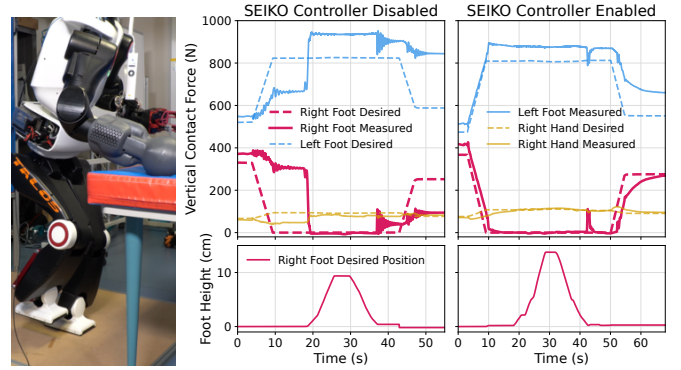 SEIKO Controller Disabled
SEIKO Controller Enabled
Vertical Contact Force (N)
1000
800
600
400
200
0
Right Foot Desired
Right Foot Measured
Left Foot Desired
Left Foot Measured
Right Hand Desired
Right Hand Measured
Foot Height (cm)
10
0
Right Foot Desired Position
0
10
20
30
40
50
0
10
20
30
40
50
60
Time (s)
Time (s)
TALOS